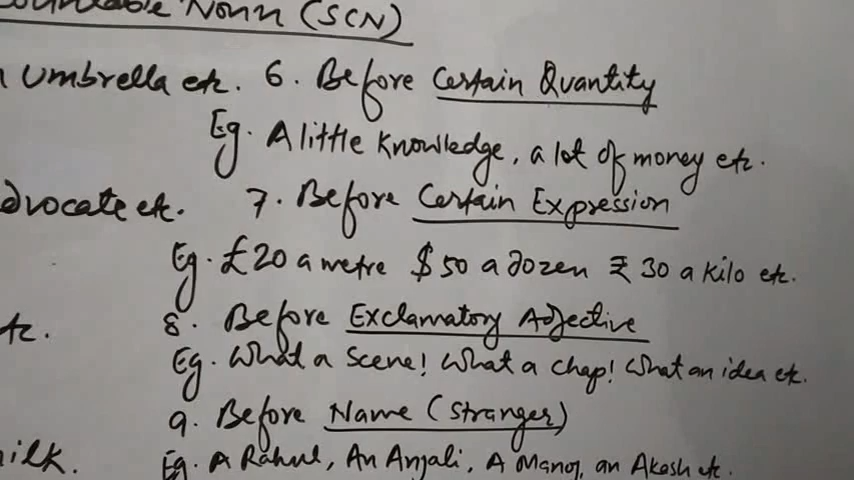 Countable Noun (SCN)
n Umbrella etc. 6. Before Certain Quantity
Eg. A little Knowledge, a lot of money etc.
dvocate etc. 7. Before Certain Expression
Eg. £20 a metre $50 a dozen ₹30 a kilo etc.
etc. 8. Before Exclamatory Adjective
Eg. What a Scene! What a Chap! What an idea etc.
9. Before Name (Stranger)
milk. Eg. A Rahul, An Anjali, A Manoj, an Akash etc.